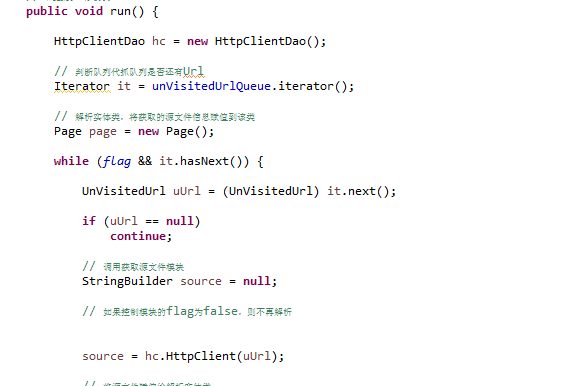 public void run() {
HttpClientDao hc = new HttpClientDao();
// 判断队列代抓队列是否还有Url
Iterator it = unVisitedUrlQueue.iterator();
// 解析实体类，将获取的源文件信息赋值到该类
Page page = new Page();
while (flag && it.hasNext()) {
UnVisitedUrl uUrl = (UnVisitedUrl) it.next();
if (uUrl == null)
continue;
// 调用获取源文件模块
StringBuilder source = null;
// 如果控制模块的flag为false，则不再解析
source = hc.HttpClient(uUrl);